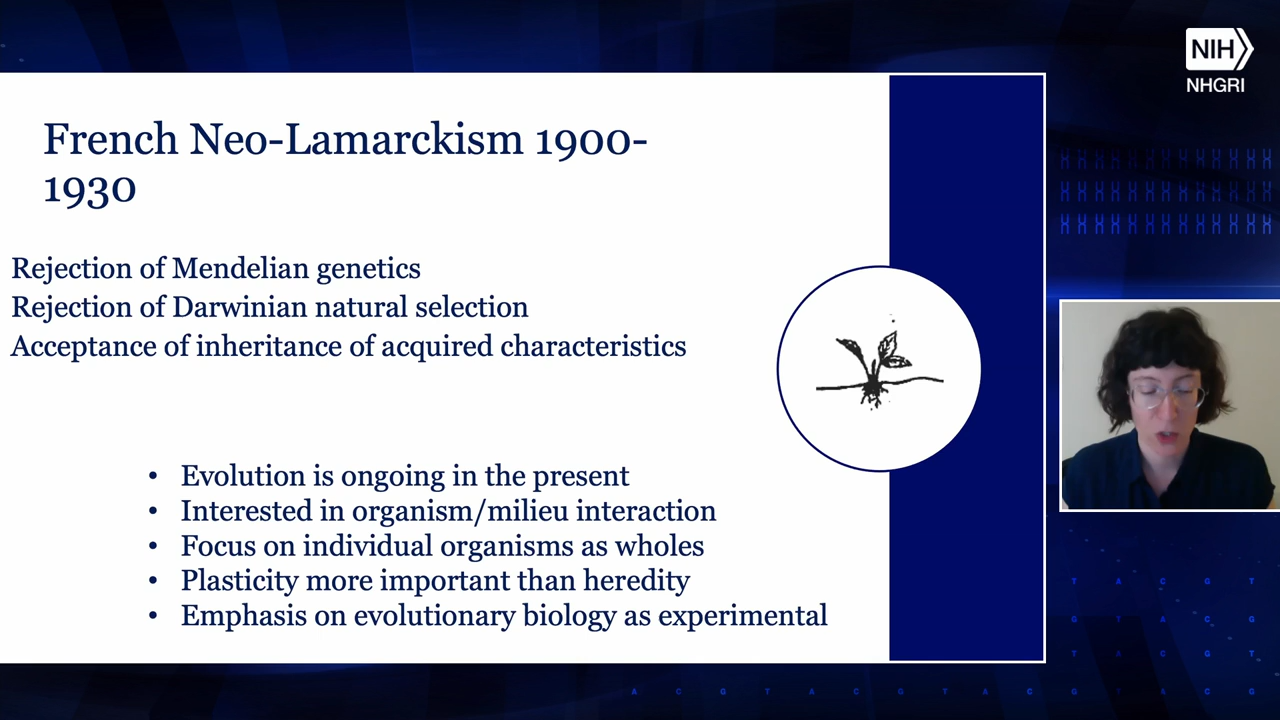 NIH
NHGRI
French Neo-Lamarckism 1900-
1930
Rejection of Mendelian genetics
Rejection of Darwinian natural selection
Acceptance of inheritance of acquired characteristics
• Evolution is ongoing in the present
• Interested in organism/milieu interaction
• Focus on individual organisms as wholes
• Plasticity more important than heredity
• Emphasis on evolutionary biology as experimental
T A C G T
G T A C G
T A C G T
A C G T A C G T A C G T A C G